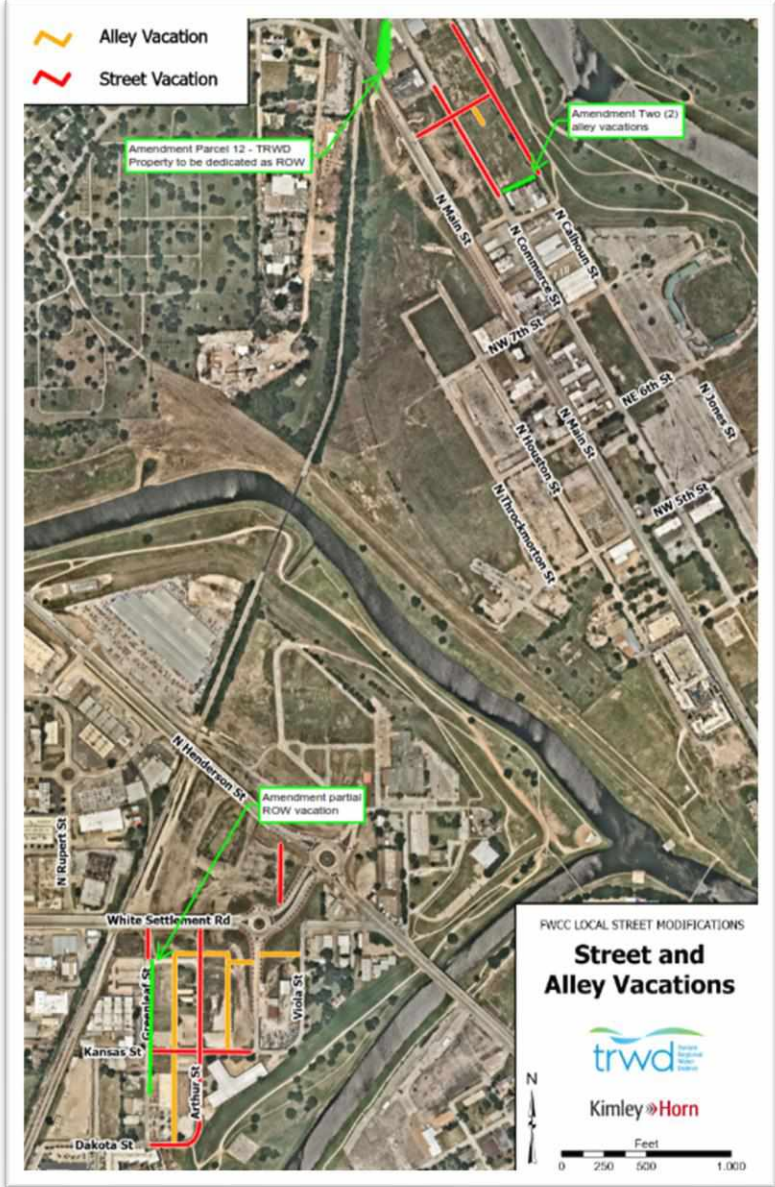 Alley Vacation
Street Vacation
Amendment Parcel 12 - TRWD
Property to be dedicated as ROW
Amendment Two (2)
alley vacations
N Main St
N Calhoun St
N Commerce St
NW 7th St
NE 6th St
N Jones St
N Main St
N Houston St
NW 5th St
N Throckmorton St
N Henderson St
Amendment partial
ROW vacation
N Rupert St
White Settlement Rd
Greenleaf St
Viola St
Kansas St
Arthur St
Dakota St
FWCC LOCAL STREET MODIFICATIONS
Street and
Alley Vacations
trwd
Tarrant
Regional
Water
District
Kimley»Horn
N
Feet
0 250 500 1,000